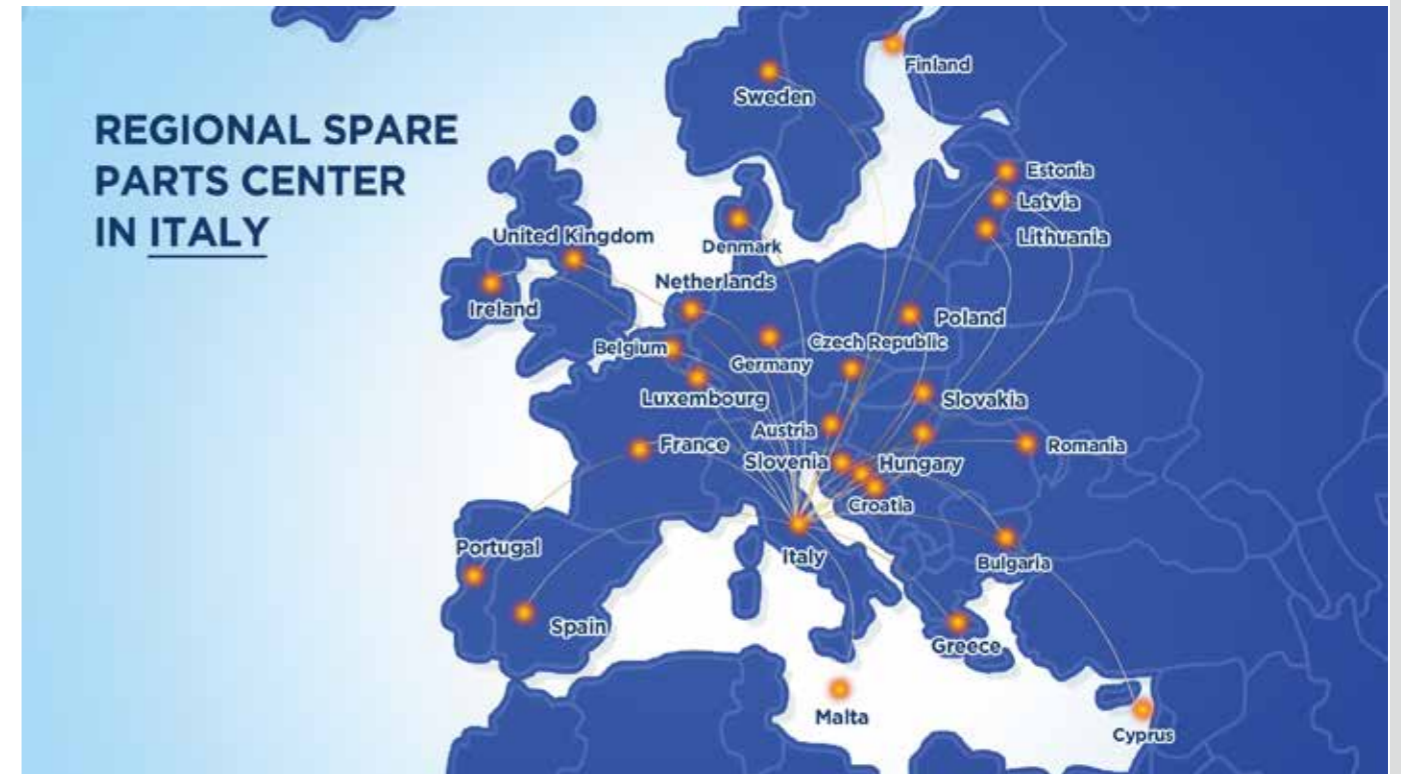 REGIONAL SPARE
PARTS CENTER
IN ITALY
Finland
Sweden
Estonia
Latvia
Lithuania
United Kingdom
Denmark
Netherlands
Ireland
Poland
Czech Republic
Belgium
Germany
Luxembourg
Slovakia
Austria
France
Romania
Slovenia
Hungary
Croatia
Portugal
Italy
Bulgaria
Spain
Greece
Malta
Cyprus